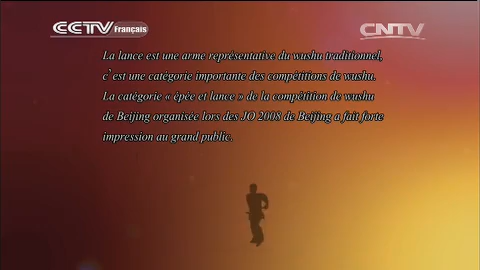 CCTV Français CNTV
La lance est une arme représentative du wushu traditionnel,
c’est une catégorie importante des compétitions de wushu.
La catégorie « épée et lance » de la compétition de wushu
de Beijing organisée lors des JO 2008 de Beijing a fait forte
impression au grand public.